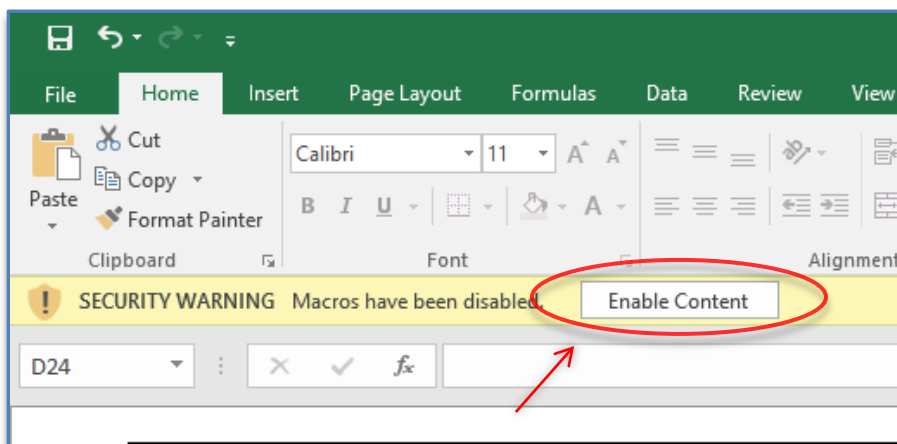 File Home Insert Page Layout Formulas Data Review View
Cut
Calibri 11 A A
Copy
Paste
B I U A
Format Painter
Clipboard Font Alignment
! SECURITY WARNING Macros have been disabled. Enable Content
D24 fx